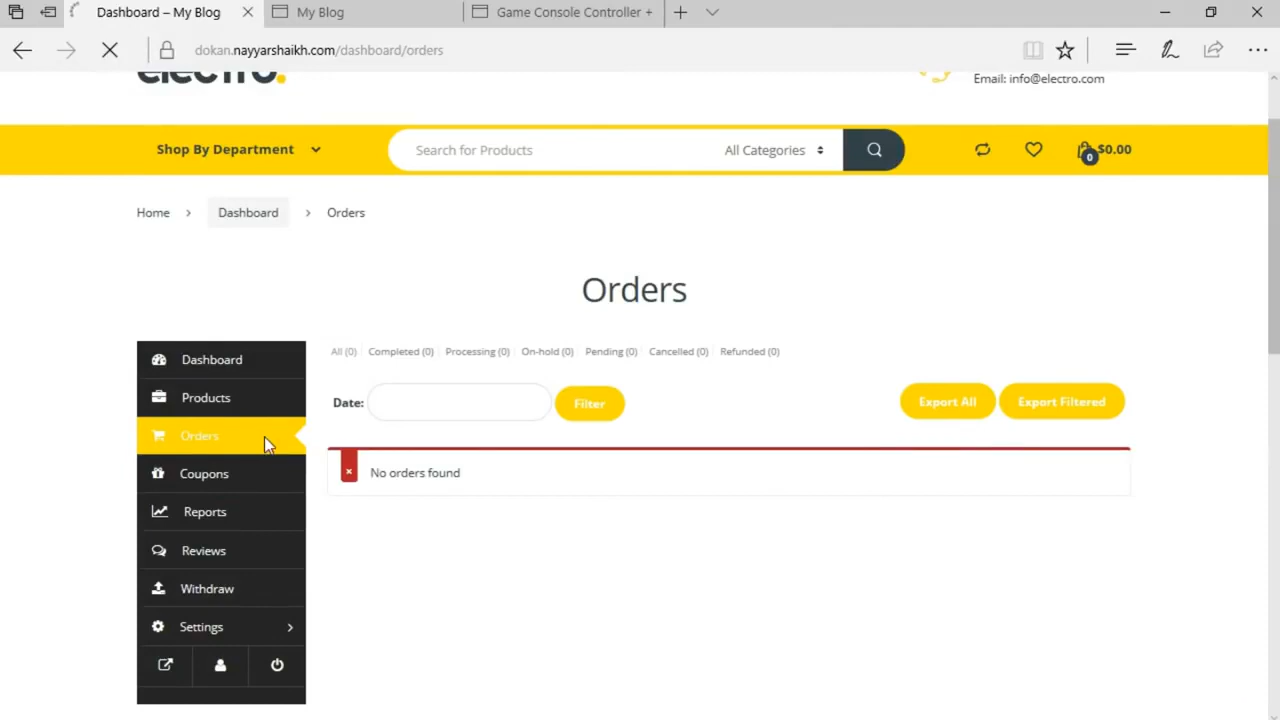 Dashboard – My Blog
My Blog
Game Console Controller +
dokan.nayyarshaikh.com/dashboard/orders
electro.
Email: info@electro.com
Shop By Department
Search for Products
All Categories
0
$0.00
Home > Dashboard > Orders
Orders
All (0) Completed (0) Processing (0) On-hold (0) Pending (0) Cancelled (0) Refunded (0)
Date:
Filter
Export All
Export Filtered
No orders found
Dashboard
Products
Orders
Coupons
Reports
Reviews
Withdraw
Settings